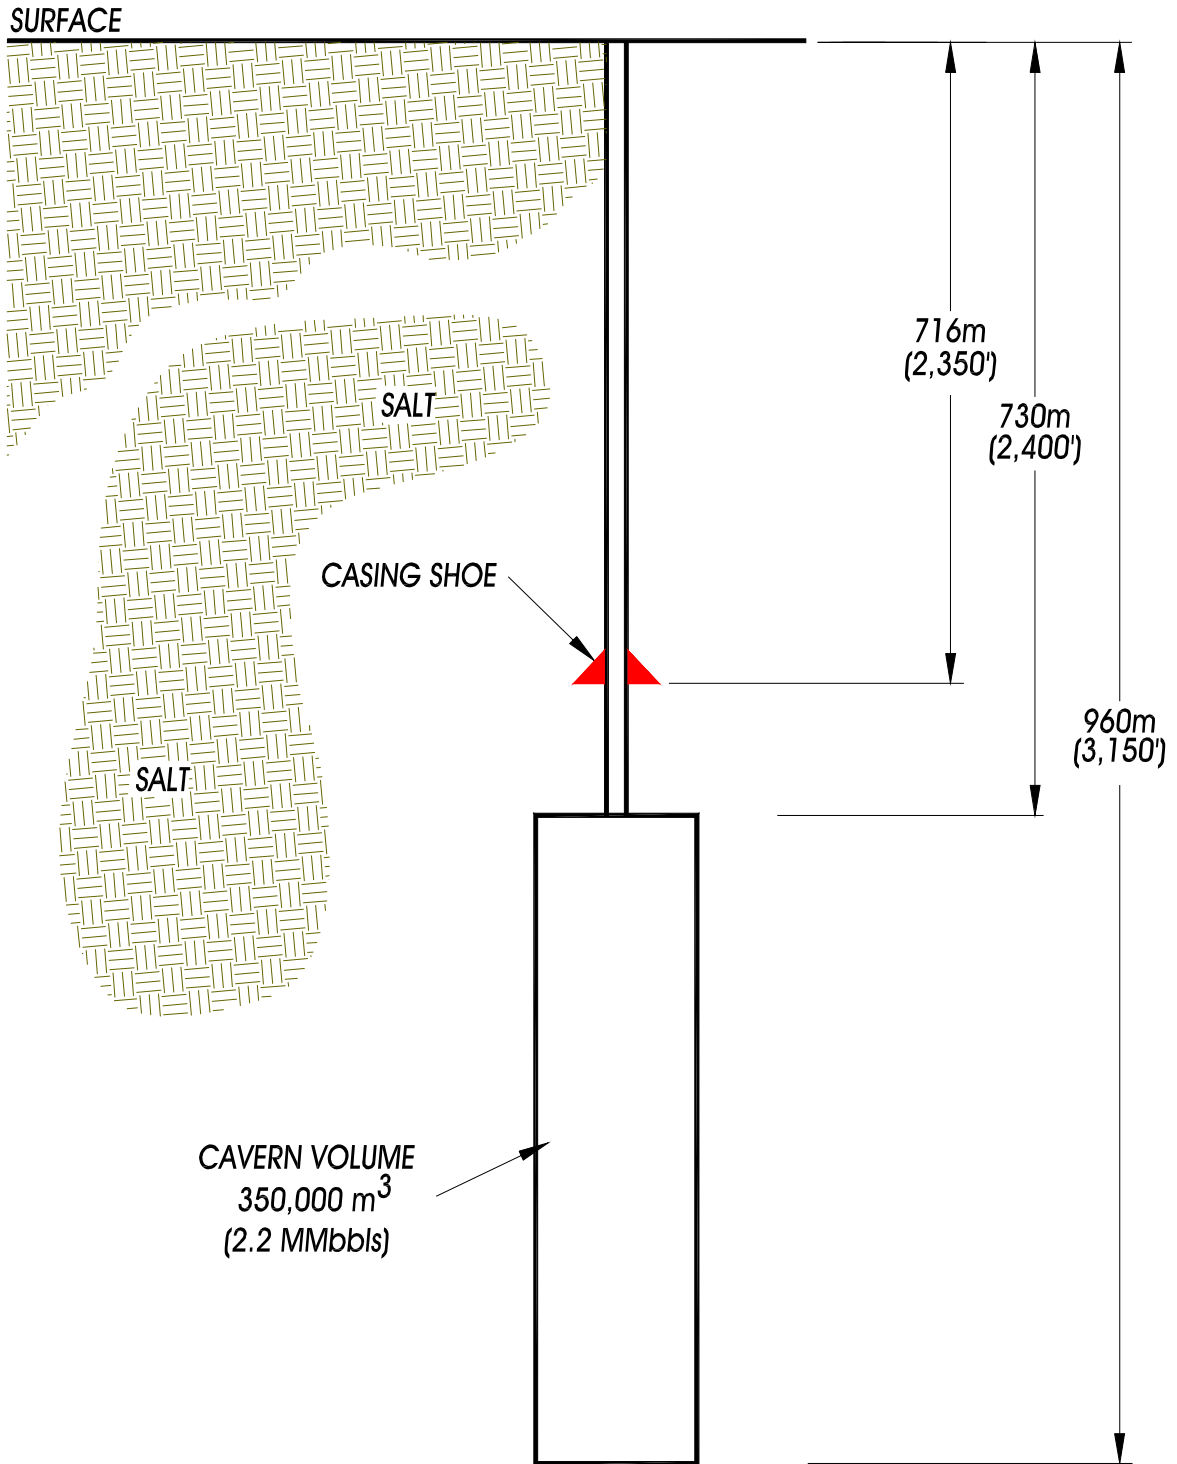 SURFACE
716m
(2,350')
SALT
730m
(2,400')
CASING SHOE
960m
(3,150')
SALT
CAVERN VOLUME
350,000 m³
(2.2 MMbbls)